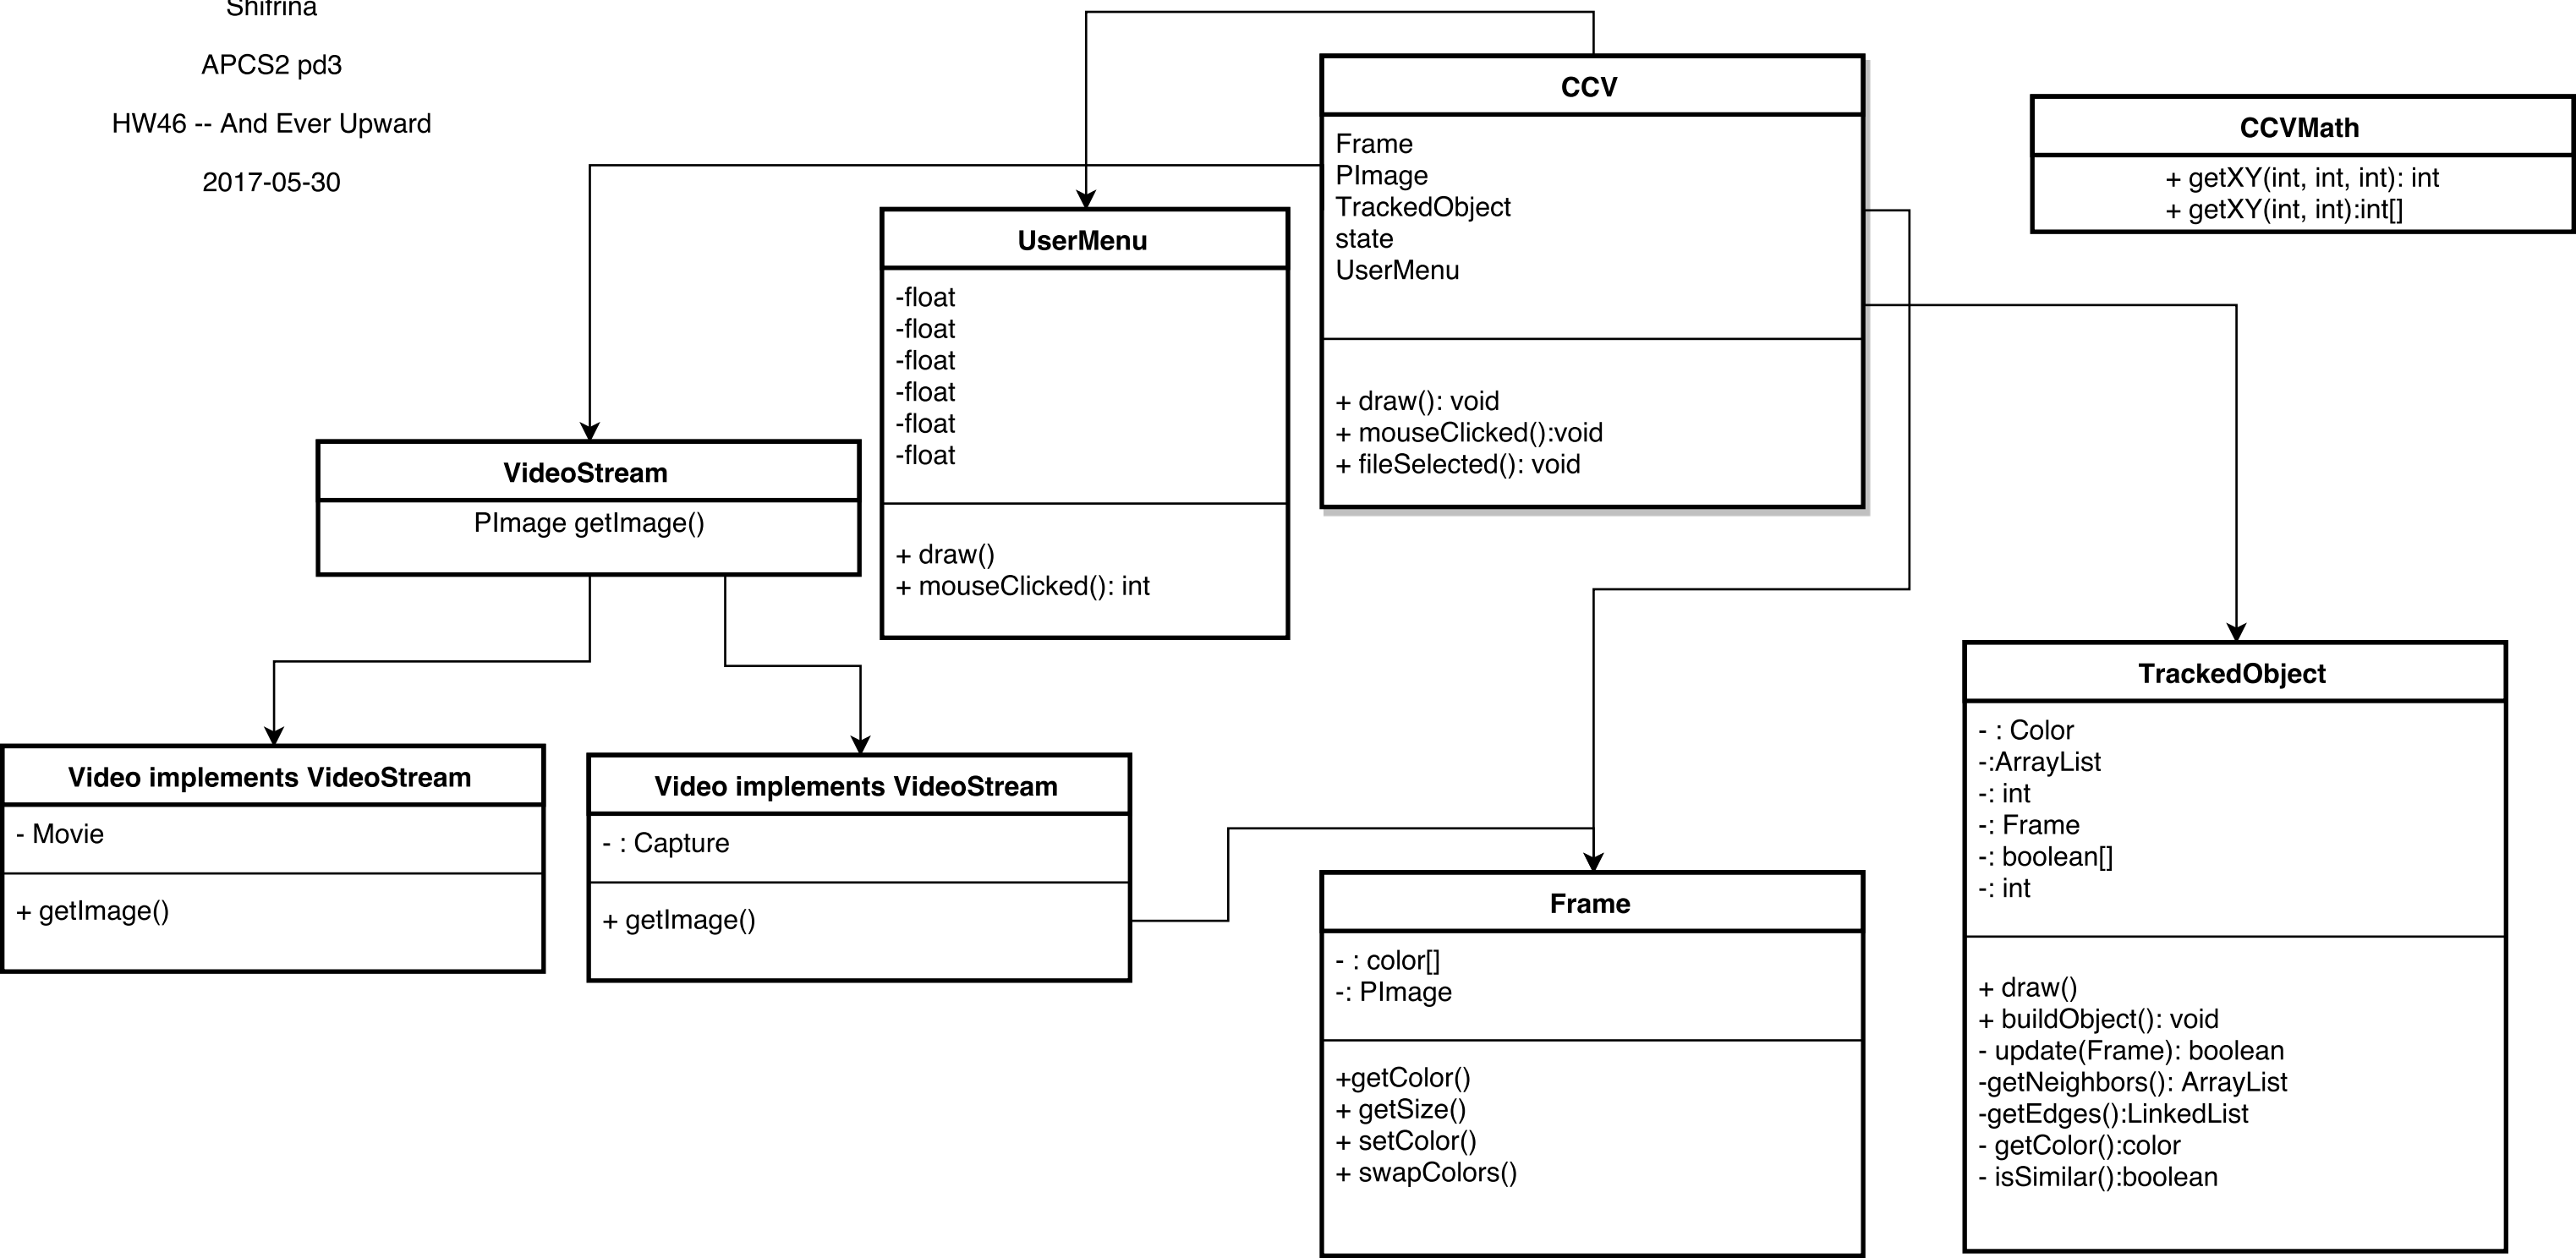 Shifrina
APCS2 pd3
HW46 -- And Ever Upward
2017-05-30
CCV
Frame
PImage
TrackedObject
state
UserMenu
+ draw(): void
+ mouseClicked():void
+ fileSelected(): void
CCVMath
+ getXY(int, int, int): int
+ getXY(int, int):int[]
UserMenu
-float
-float
-float
-float
-float
-float
+ draw()
+ mouseClicked(): int
VideoStream
PImage getImage()
Video implements VideoStream
- Movie
+ getImage()
Video implements VideoStream
- : Capture
+ getImage()
Frame
- : color[]
-: PImage
+getColor()
+ getSize()
+ setColor()
+ swapColors()
TrackedObject
- : Color
-:ArrayList
-: int
-: Frame
-: boolean[]
-: int
+ draw()
+ buildObject(): void
- update(Frame): boolean
-getNeighbors(): ArrayList
-getEdges():LinkedList
- getColor():color
- isSimilar():boolean